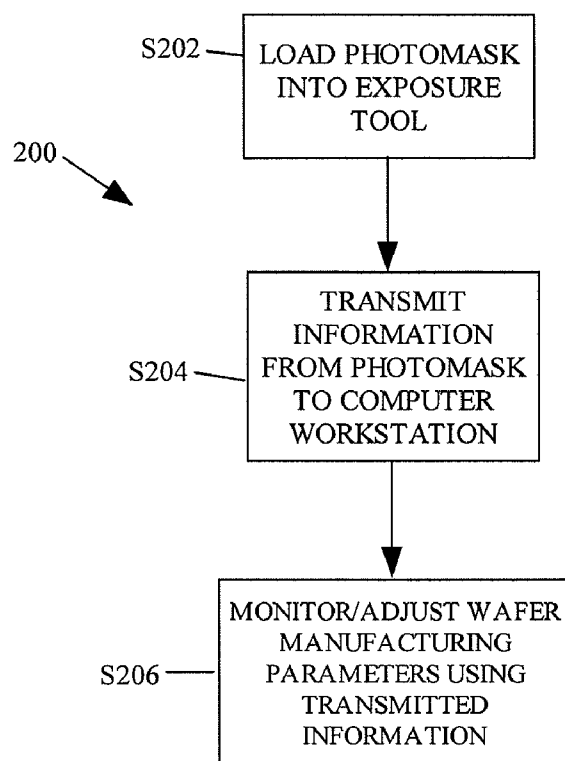 S202
LOAD PHOTOMASK
INTO EXPOSURE
TOOL
200
TRANSMIT
INFORMATION
FROM PHOTOMASK
TO COMPUTER
WORKSTATION
S204
MONITOR/ADJUST WAFER
MANUFACTURING
PARAMETERS USING
TRANSMITTED
INFORMATION
S206